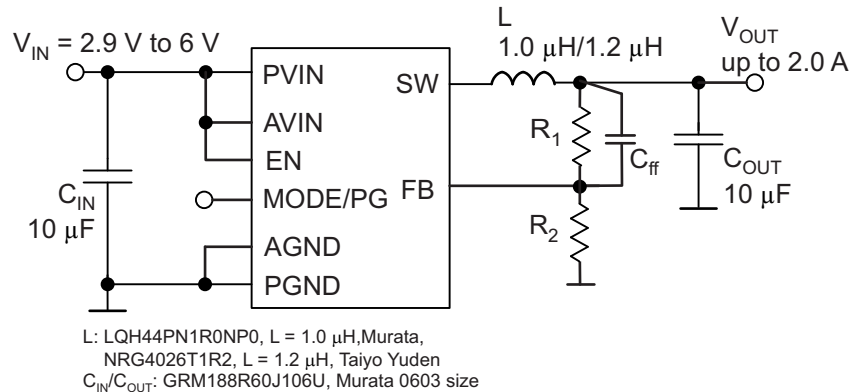 V_IN = 2.9 V to 6 V
L
1.0 μH/1.2 μH
V_OUT
up to 2.0 A
PVIN
SW
AVIN
EN
R_1
C_ff
C_IN
10 μF
MODE/PG
FB
C_OUT
10 μF
AGND
R_2
PGND
L: LQH44PN1R0NP0, L = 1.0 μH,Murata,
NRG4026T1R2, L = 1.2 μH, Taiyo Yuden
C_IN/C_OUT: GRM188R60J106U, Murata 0603 size